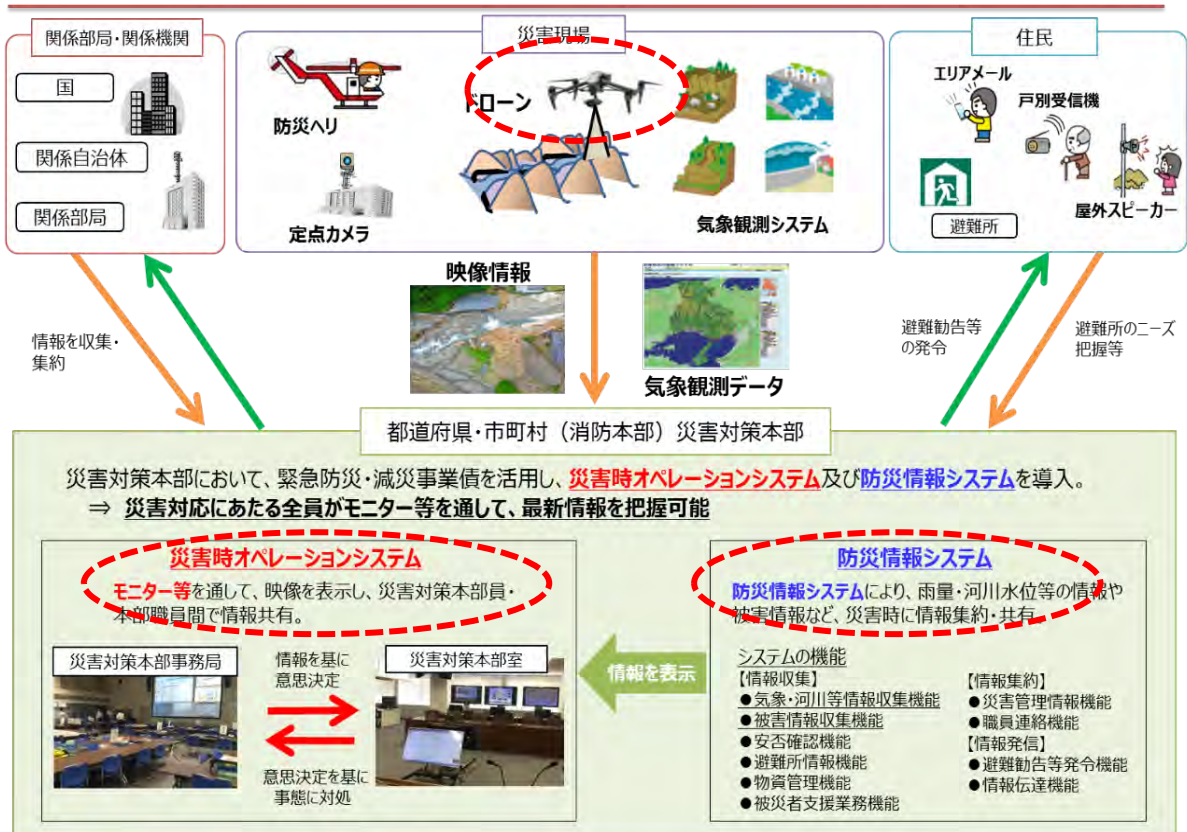 関係部局・関係機関
国
関係自治体
関係部局
災害現場
防災ヘリ
ドローン
定点カメラ
気象観測システム
住民
エリアメール
戸別受信機
避難所
屋外スピーカー
情報を収集・
集約
映像情報
気象観測データ
避難勧告等
の発令
避難所のニーズ
把握等
都道府県・市町村（消防本部）災害対策本部
災害対策本部において、緊急防災・減災事業債を活用し、災害時オペレーションシステム及び防災情報システムを導入。
⇒ 災害対応にあたる全員がモニター等を通して、最新情報を把握可能
災害時オペレーションシステム
モニター等を通して、映像を表示し、災害対策本部員・
本部職員間で情報共有。
災害対策本部事務局
情報を基に
意思決定
災害対策本部室
意思決定を基に
事態に対処
情報を表示
防災情報システム
防災情報システムにより、雨量・河川水位等の情報や
被害情報など、災害時に情報集約・共有。
システムの機能
【情報収集】
●気象・河川等情報収集機能
●被害情報収集機能
●安否確認機能
●避難所情報機能
●物資管理機能
●被災者支援業務機能
【情報集約】
●災害管理情報機能
●職員連絡機能
【情報発信】
●避難勧告等発令機能
●情報伝達機能